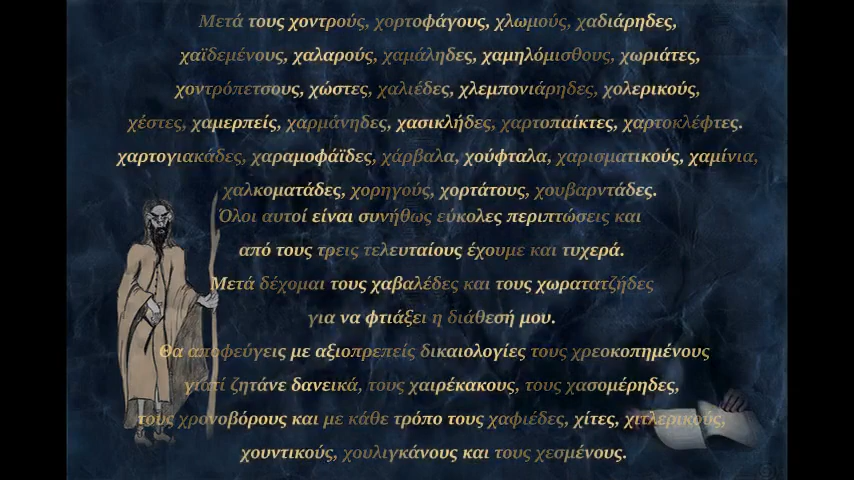 Μετά τους χοντρούς, χορτοφάγους, χλωμούς, χαδιάρηδες,
χαϊδεμένους, χαλαρούς, χαμάληδες, χαμηλόμισθους, χωριάτες,
χοντρόπετσους, χώστες, χαλιέδες, χλεμπονιάρηδες, χολερικούς,
χέστες, χαμερπείς, χαρμάνηδες, χασικλήδες, χαρτοπαίκτες, χαρτοκλέφτες.
χαρτογιακάδες, χαραμοφάϊδες, χάρβαλα, χούφταλα, χαρισματικούς, χαμίνια,
χαλκοματάδες, χορηγούς, χορτάτους, χουβαρντάδες.
Όλοι αυτοί είναι συνήθως εύκολες περιπτώσεις και
από τους τρεις τελευταίους έχουμε και τυχερά.
Μετά δέχομαι τους χαβαλέδες και τους χωρατατζήδες
για να φτιάξει η διάθεσή μου.
Θα αποφεύγεις με αξιοπρεπείς δικαιολογίες τους χρεοκοπημένους
γιατί ζητάνε δανεικά, τους χαιρέκακους, τους χασομέρηδες,
τους χρονοβόρους και με κάθε τρόπο τους χαφιέδες, χίτες, χιτλερικούς,
χουντικούς, χουλιγκάνους και τους χεσμένους.